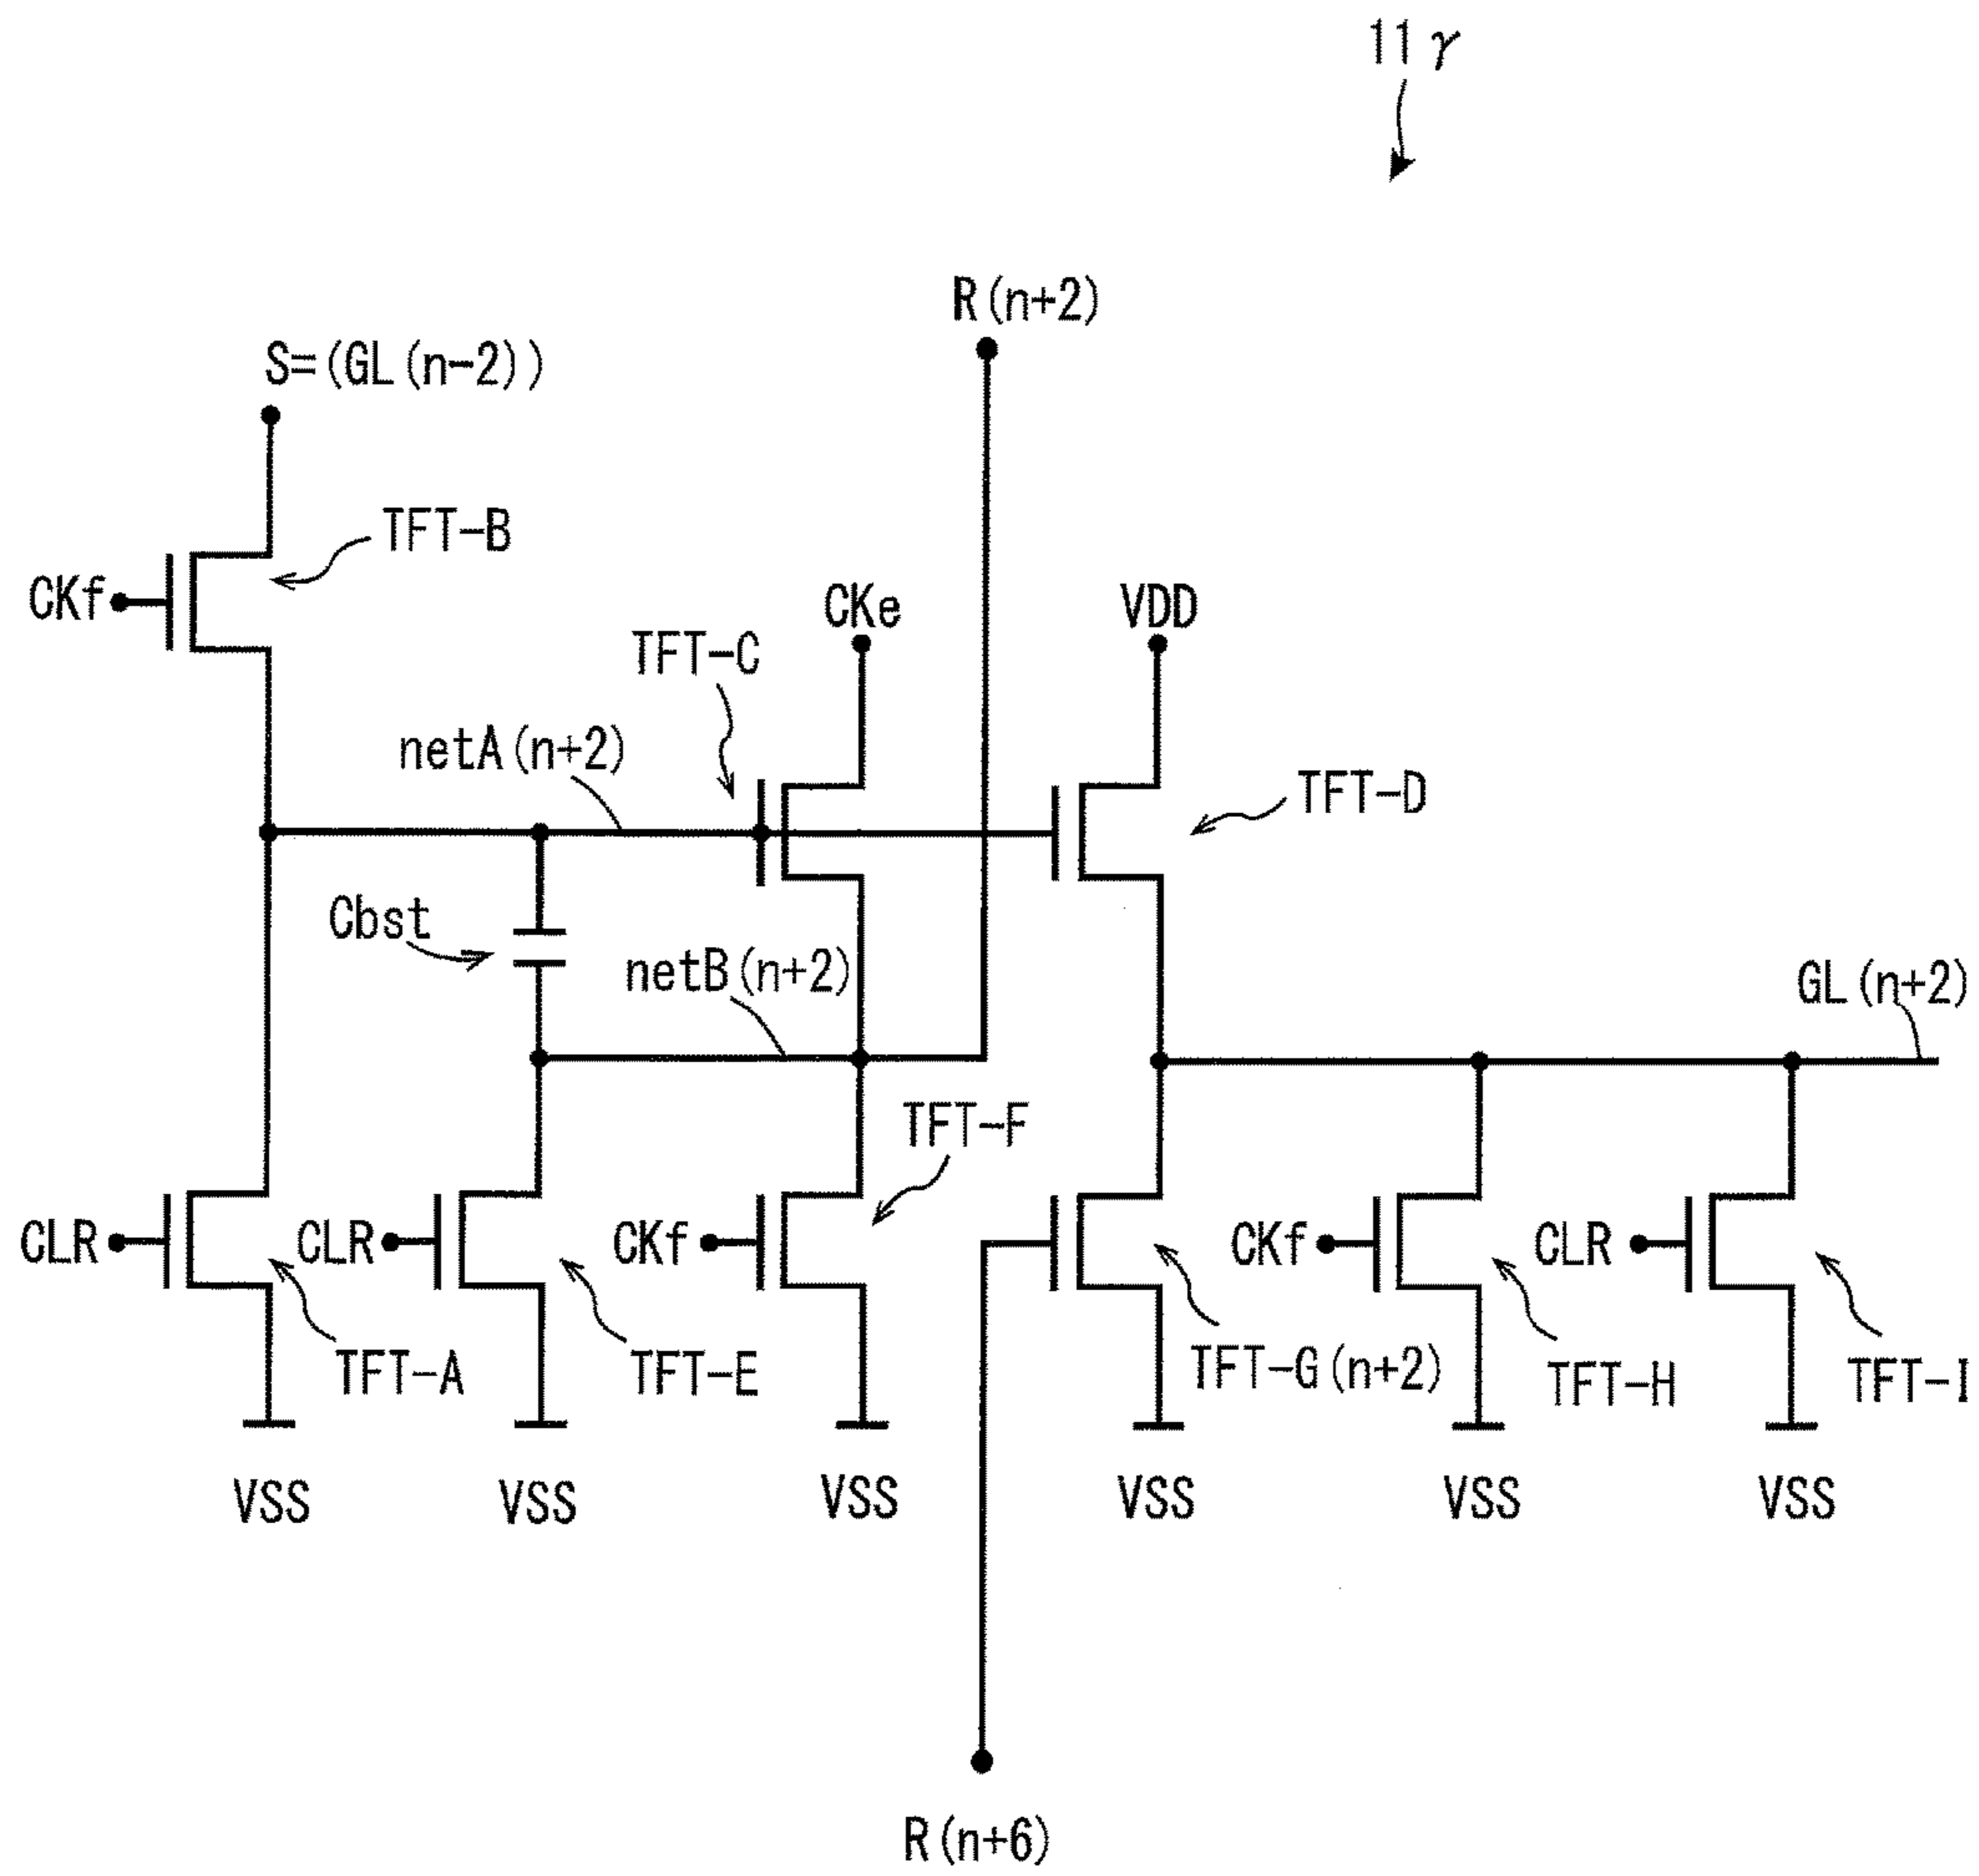 11γ
R(n+2)
S=(GL(n-2))
TFT-B
CKf
CKe
VDD
TFT-C
netA(n+2)
TFT-D
Cbst
netB(n+2)
GL(n+2)
TFT-F
CLR
CLR
CKf
CKf
CLR
TFT-A
TFT-E
TFT-G(n+2)
TFT-H
TFT-I
VSS
VSS
VSS
VSS
VSS
VSS
R(n+6)